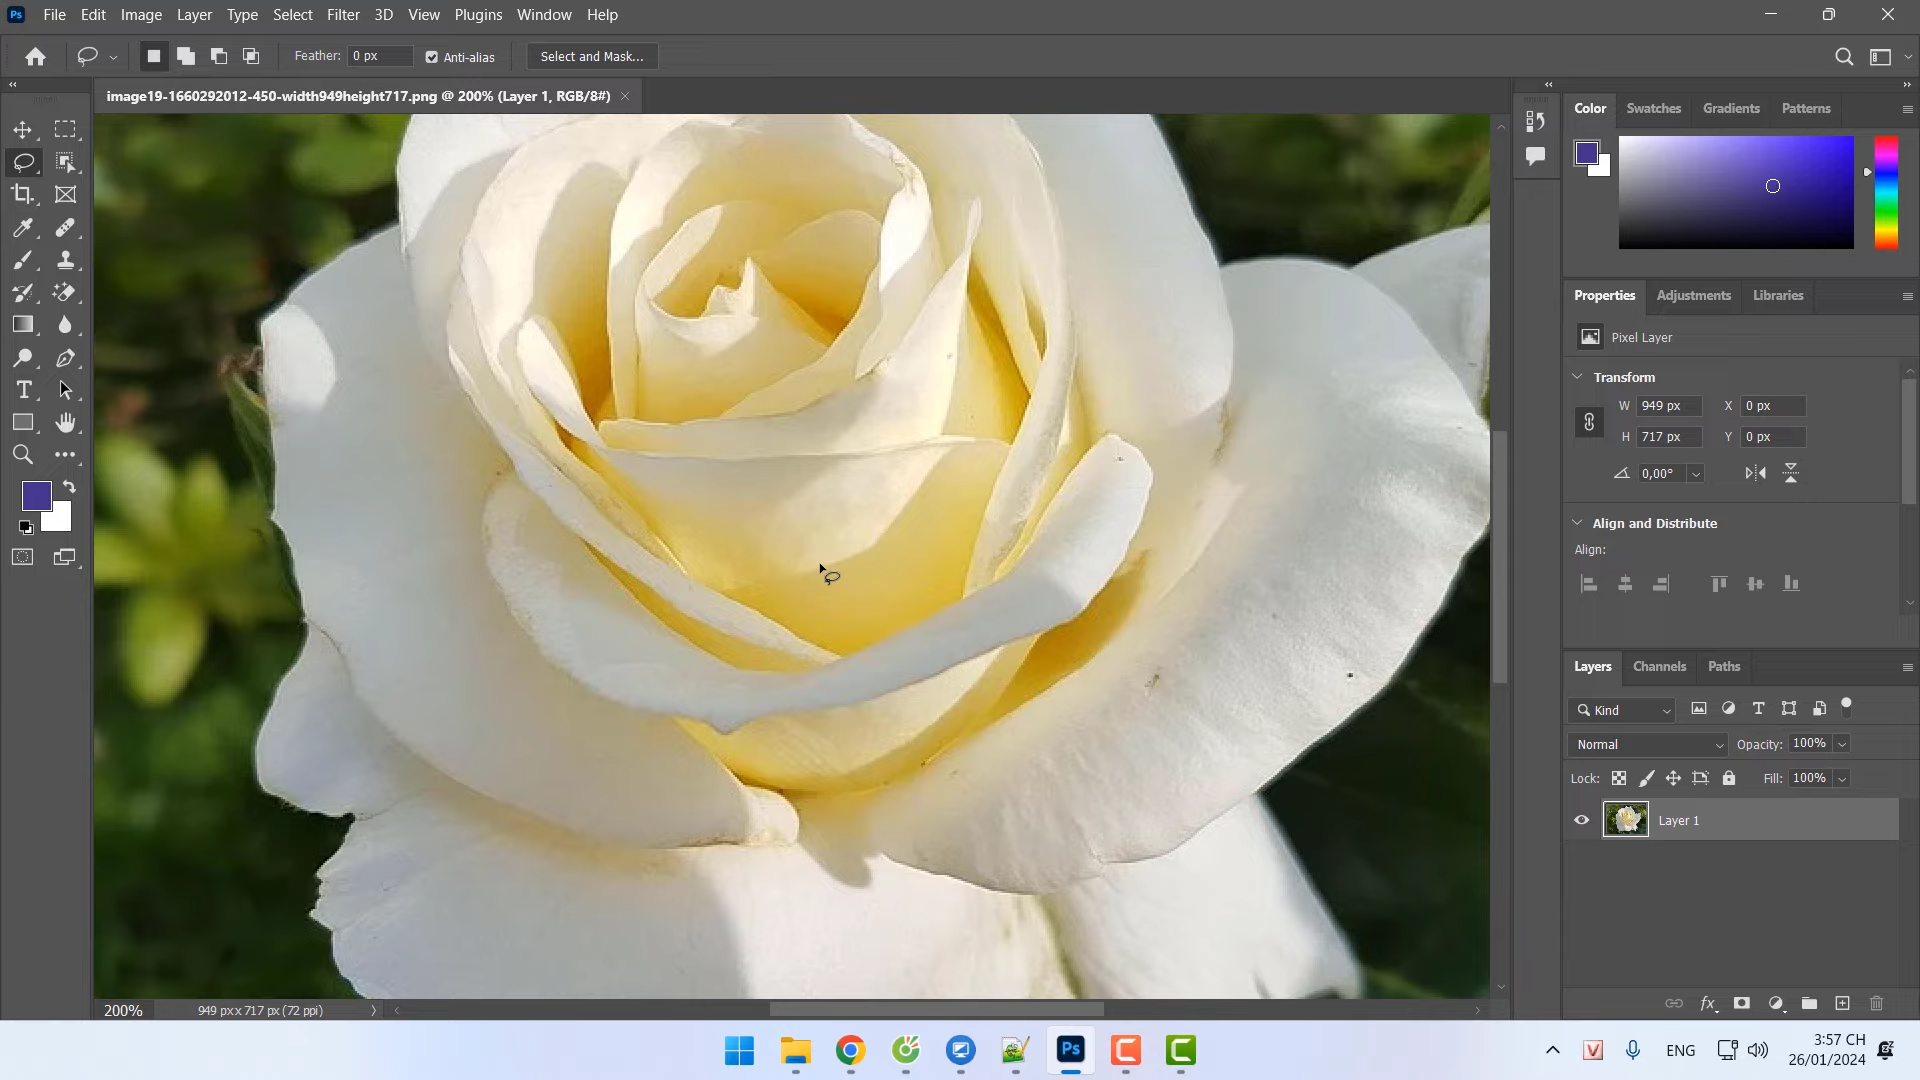 Ps File Edit Image Layer Type Select Filter 3D View Plugins Window Help
Feather: 0 px Anti-alias Select and Mask...
image19-1660292012-450-width949height717.png @ 200% (Layer 1, RGB/8#)
Color Swatches Gradients Patterns
Properties Adjustments Libraries
Pixel Layer
Transform
W 949 px X 0 px
H 717 px Y 0 px
0,00°
Align and Distribute
Align:
Layers Channels Paths
Kind
Normal Opacity: 100%
Lock: Fill: 100%
Layer 1
fx
200% 949 px x 717 px (72 ppi)
Ps
ENG
3:57 CH
26/01/2024